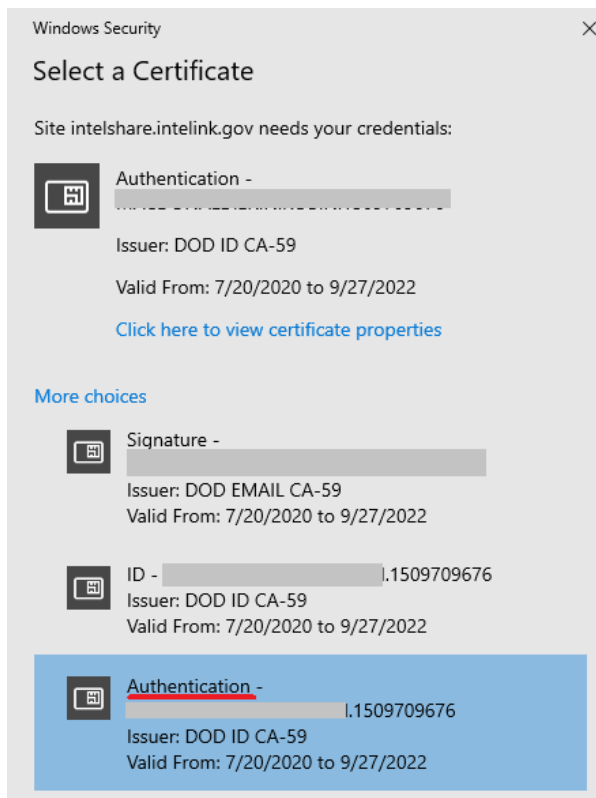 Windows Security
Select a Certificate
Site intelshare.intelink.gov needs your credentials:
Authentication -
Issuer: DOD ID CA-59
Valid From: 7/20/2020 to 9/27/2022
Click here to view certificate properties
More choices
Signature -
Issuer: DOD EMAIL CA-59
Valid From: 7/20/2020 to 9/27/2022
ID - .1509709676
Issuer: DOD ID CA-59
Valid From: 7/20/2020 to 9/27/2022
Authentication -
.1509709676
Issuer: DOD ID CA-59
Valid From: 7/20/2020 to 9/27/2022